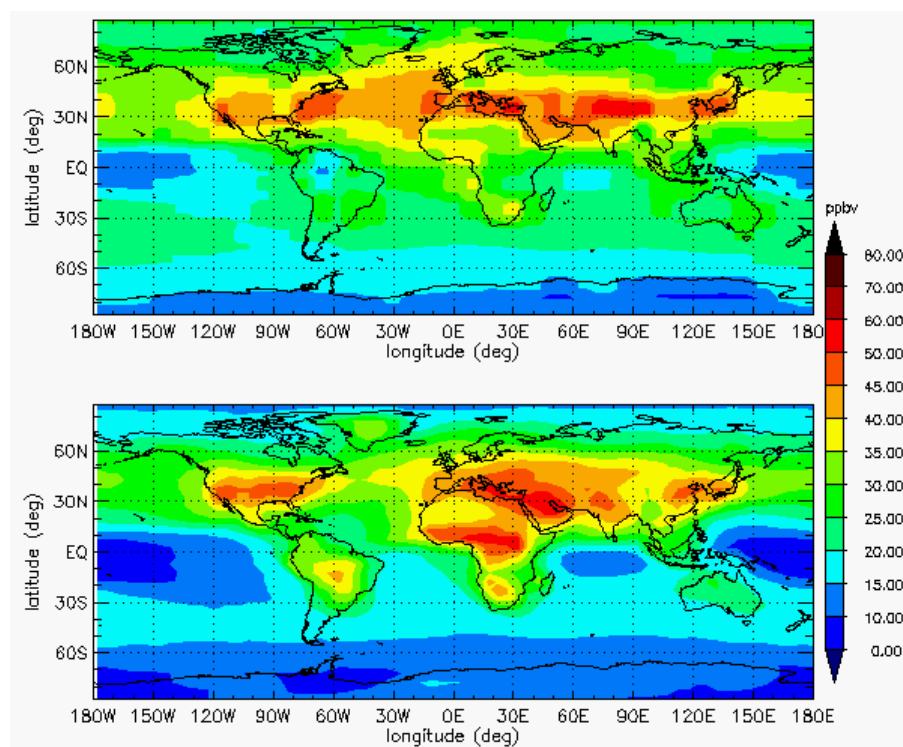 60N
30N
EQ
30S
60S
latitude (deg)
180W 150W 120W 90W 60W 30W 0E 30E 60E 90E 120E 150E 180
longitude (deg)
ppbv
80.00
70.00
60.00
50.00
45.00
40.00
35.00
30.00
25.00
20.00
15.00
10.00
0.00
60N
30N
EQ
30S
60S
latitude (deg)
180W 150W 120W 90W 60W 30W 0E 30E 60E 90E 120E 150E 180E
longitude (deg)